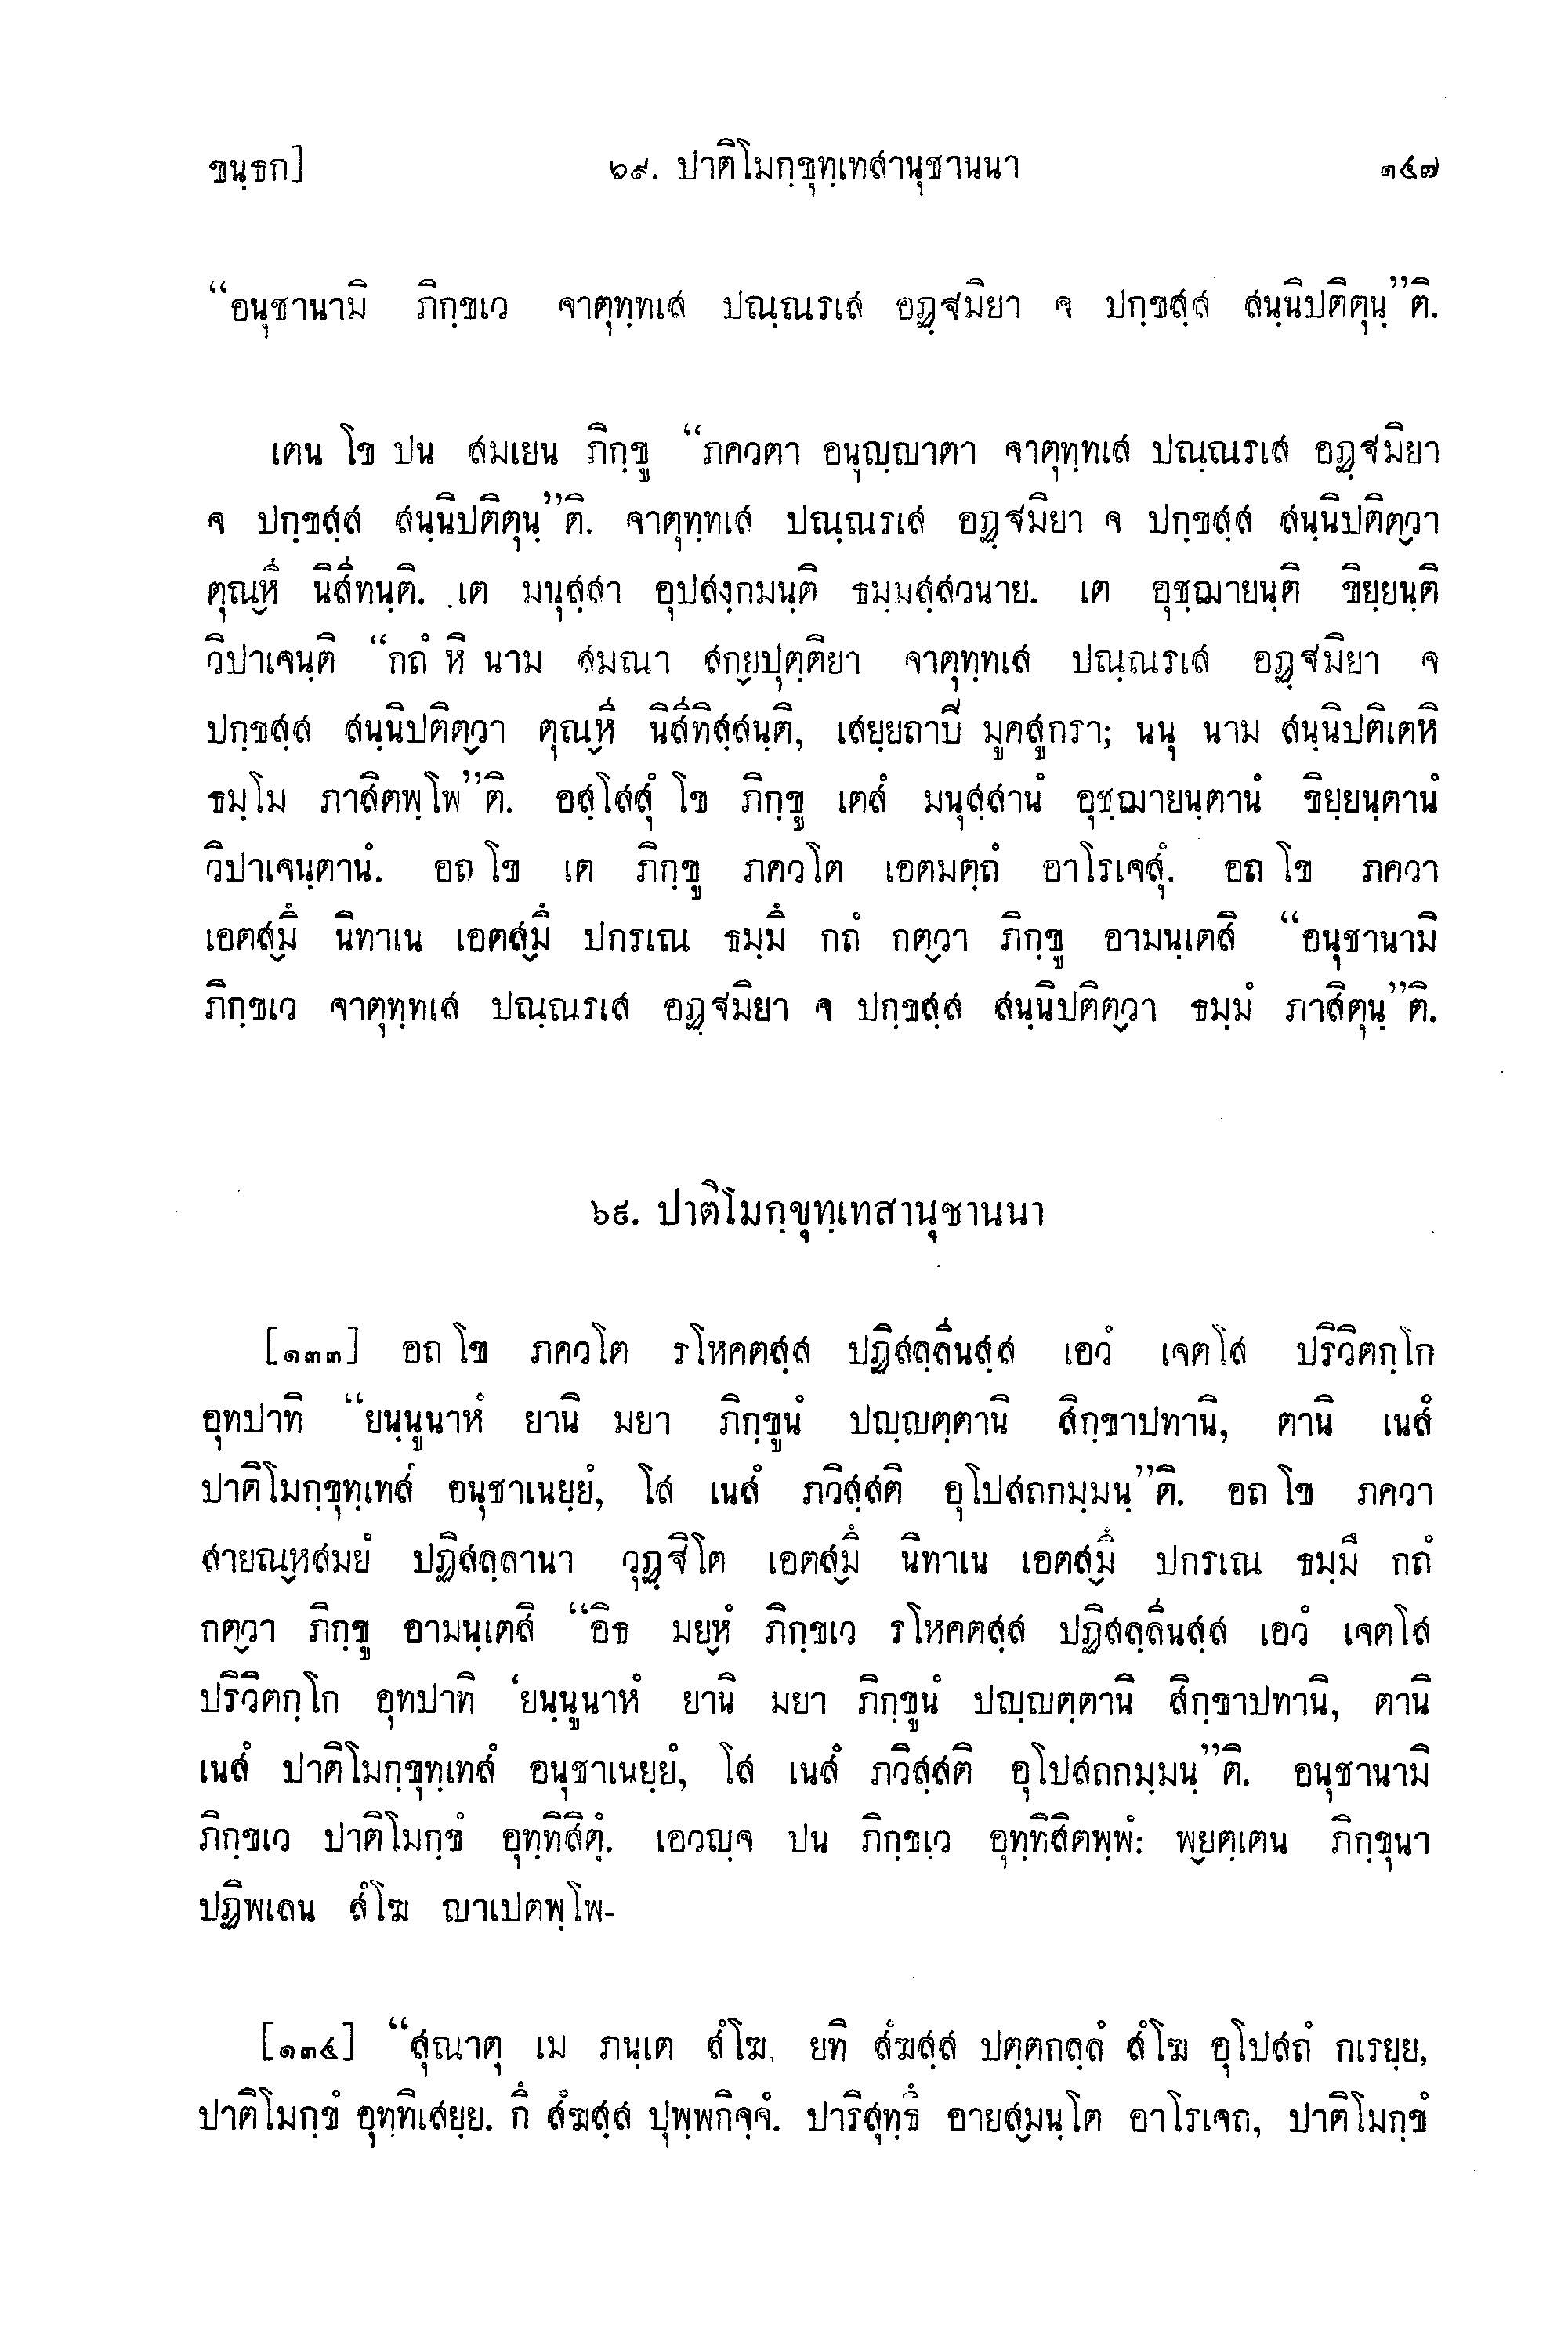 ขนฺธก] ๖๙. ปาติโมกฺขุทฺเทสานุชานนา ๑๔๗
“อนุชานามิ ภิกฺขเว จาตุทฺทเส ปณฺณรเส อฏฺฐมิยา จ ปกฺขสฺส สนฺนิปติตุนฺ”ติ.
เตน โข ปน สมเยน ภิกฺขู “ภควตา อนุญฺญาตา จาตุทฺทเส ปณฺณรเส อฏฺฐมิยา
จ ปกฺขสฺส สนฺนิปติตุนฺ”ติ. จาตุทฺทเส ปณฺณรเส อฏฺฐมิยา จ ปกฺขสฺส สนฺนิปติต๎วา
ตุณ๎หี นิสีทนฺติ. เต มนุสฺสา อุปสงฺกมนฺติ ธมฺมสฺสวนาย. เต อุชฺฌายนฺติ ขิยฺยนฺติ
วิปาเจนฺติ “กถํ หิ นาม สมณา สก๎ยปุตฺติยา จาตุทฺทเส ปณฺณรเส อฏฺฐมิยา จ
ปกฺขสฺส สนฺนิปติต๎วา ตุณ๎หี นิสีทิสฺสนฺติ, เสยฺยถาปี มูคสูกรา; นนุ นาม สนฺนิปติเตหิ
ธมฺโม ภาสิตพฺโพ”ติ. อสฺโสสุํ โข ภิกฺขู เตสํ มนุสฺสานํ อุชฺฌายนฺตานํ ขิยฺยนฺตานํ
วิปาเจนฺตานํ. อถ โข เต ภิกฺขู ภควโต เอตมตฺถํ อาโรเจสุํ. อถ โข ภควา
เอตส๎มึ นิทาเน เอตส๎มึ ปกรเณ ธมฺมึ กถํ กต๎วา ภิกฺขู อามนฺเตสิ “อนุชานามิ
ภิกฺขเว จาตุทฺทเส ปณฺณรเส อฏฺฐมิยา จ ปกฺขสฺส สนฺนิปติต๎วา ธมฺมํ ภาสิตุนฺ”ติ.
๖๙. ปาติโมกฺขุทฺเทสานุชานนา
[๑๓๓] อถ โข ภควโต รโหคตสฺส ปฏิสลฺลีนสฺส เอวํ เจตโส ปริวิตกฺโก
อุทปาทิ “ยนฺนูนาหํ ยานิ มยา ภิกฺขูนํ ปญฺญตฺตานิ สิกฺขาปทานิ, ตานิ เนสํ
ปาติโมกฺขุทฺเทสํ อนุชาเนยฺยํ, โส เนสํ ภวิสฺสติ อุโปสถกมฺมนฺ”ติ. อถ โข ภควา
สายณ๎หสมยํ ปฏิสลฺลานา วุฏฺฐิโต เอตส๎มึ นิทาเน เอตส๎มึ ปกรเณ ธมฺมึ กถํ
กต๎วา ภิกฺขู อามนฺเตสิ “อิธ มย๎หํ ภิกฺขเว รโหคตสฺส ปฏิสลฺลีนสฺส เอวํ เจตโส
ปริวิตกฺโก อุทปาทิ ‘ยนฺนูนาหํ ยานิ มยา ภิกฺขูนํ ปญฺญตฺตานิ สิกฺขาปทานิ, ตานิ
เนสํ ปาติโมกฺขุทฺเทสํ อนุชาเนยฺยํ, โส เนสํ ภวิสฺสติ อุโปสถกมฺมนฺ”ติ. อนุชานามิ
ภิกฺขเว ปาติโมกฺขํ อุทฺทิสิตุํ. เอวญฺจ ปน ภิกฺขเว อุทฺทิสิตพฺพํ: พ๎ยตฺเตน ภิกฺขุนา
ปฏิพเลน สํโฆ ญาเปตพฺโพ-
[๑๓๔] “สุณาตุ เม ภนฺเต สํโฆ, ยทิ สํฆสฺส ปตฺตกลฺลํ สํโฆ อุโปสถํ กเรยฺย,
ปาติโมกฺขํ อุทฺทิเสยฺย. กึ สํฆสฺส ปุพฺพกิจฺจํ. ปาริสุทฺธึ อายส๎มนฺโต อาโรเจถ, ปาติโมกฺขํ